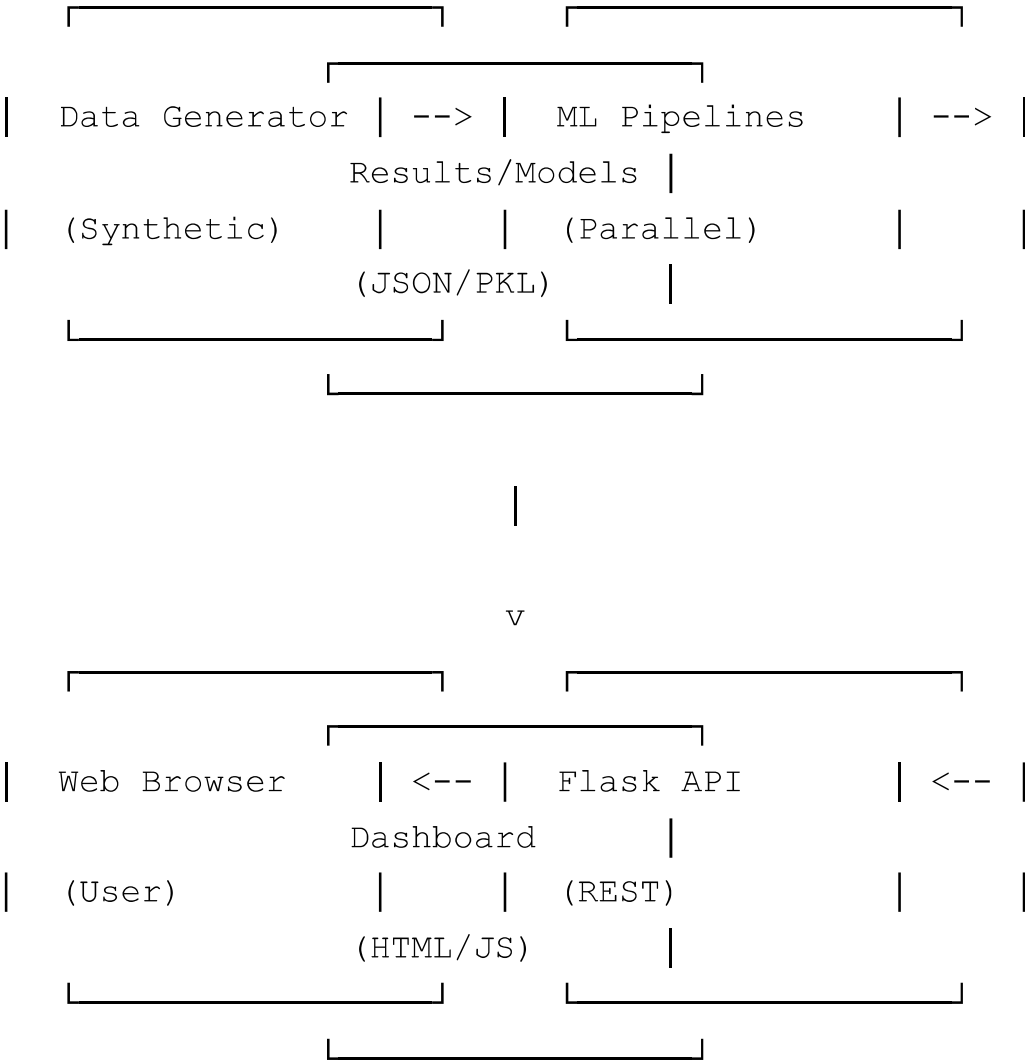 ┌──────────────────┐     ┌───────────────────┐
┌──────────────────┐
|  Data Generator | --> |  ML Pipelines    | --> |
Results/Models |
|  (Synthetic)    |     |  (Parallel)      |     |
(JSON/PKL)     |
└──────────────────┘     └───────────────────┘
└──────────────────┘
|
v
┌──────────────────┐     ┌───────────────────┐
┌──────────────────┐
|  Web Browser    | <-- |  Flask API       | <-- |
Dashboard      |
|  (User)         |     |  (REST)          |     |
(HTML/JS)      |
└──────────────────┘     └───────────────────┘
└──────────────────┘